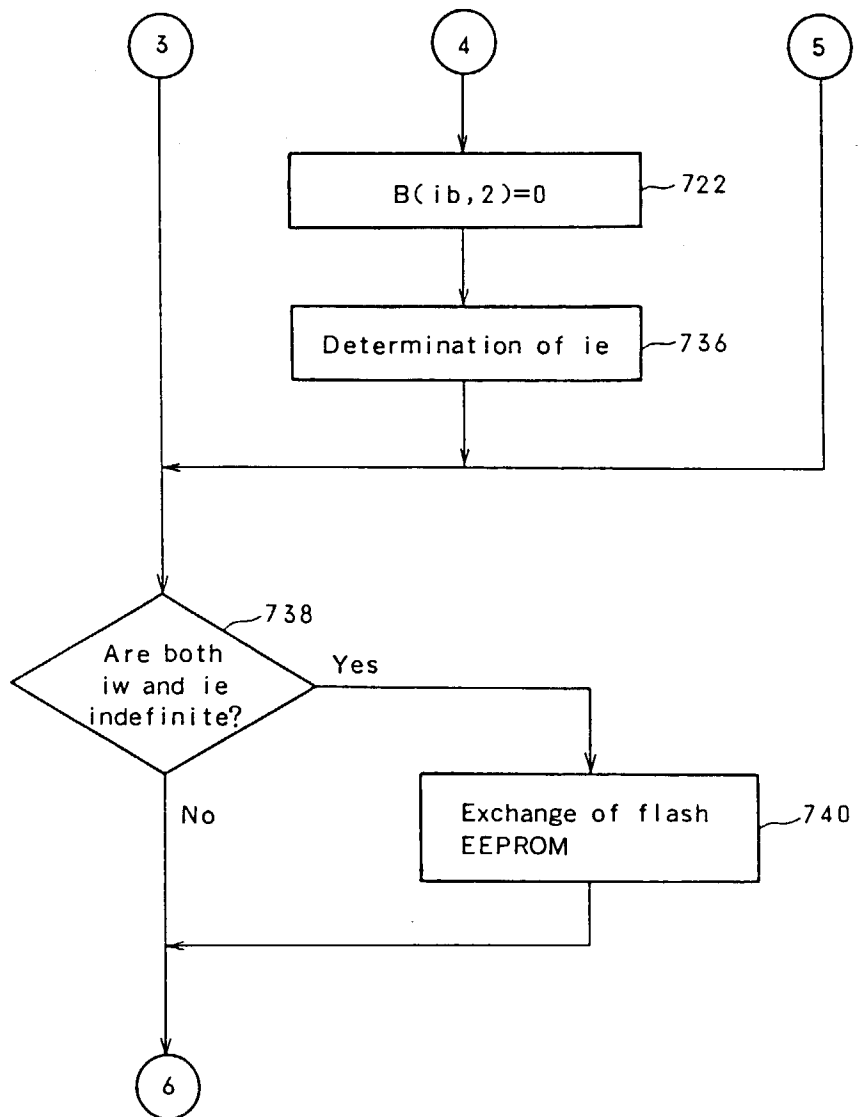 3
4
5
B(ib,2)=0
722
Determination of ie
736
738
Are both
iw and ie
indefinite?
Yes
No
Exchange of flash
EEPROM
740
6